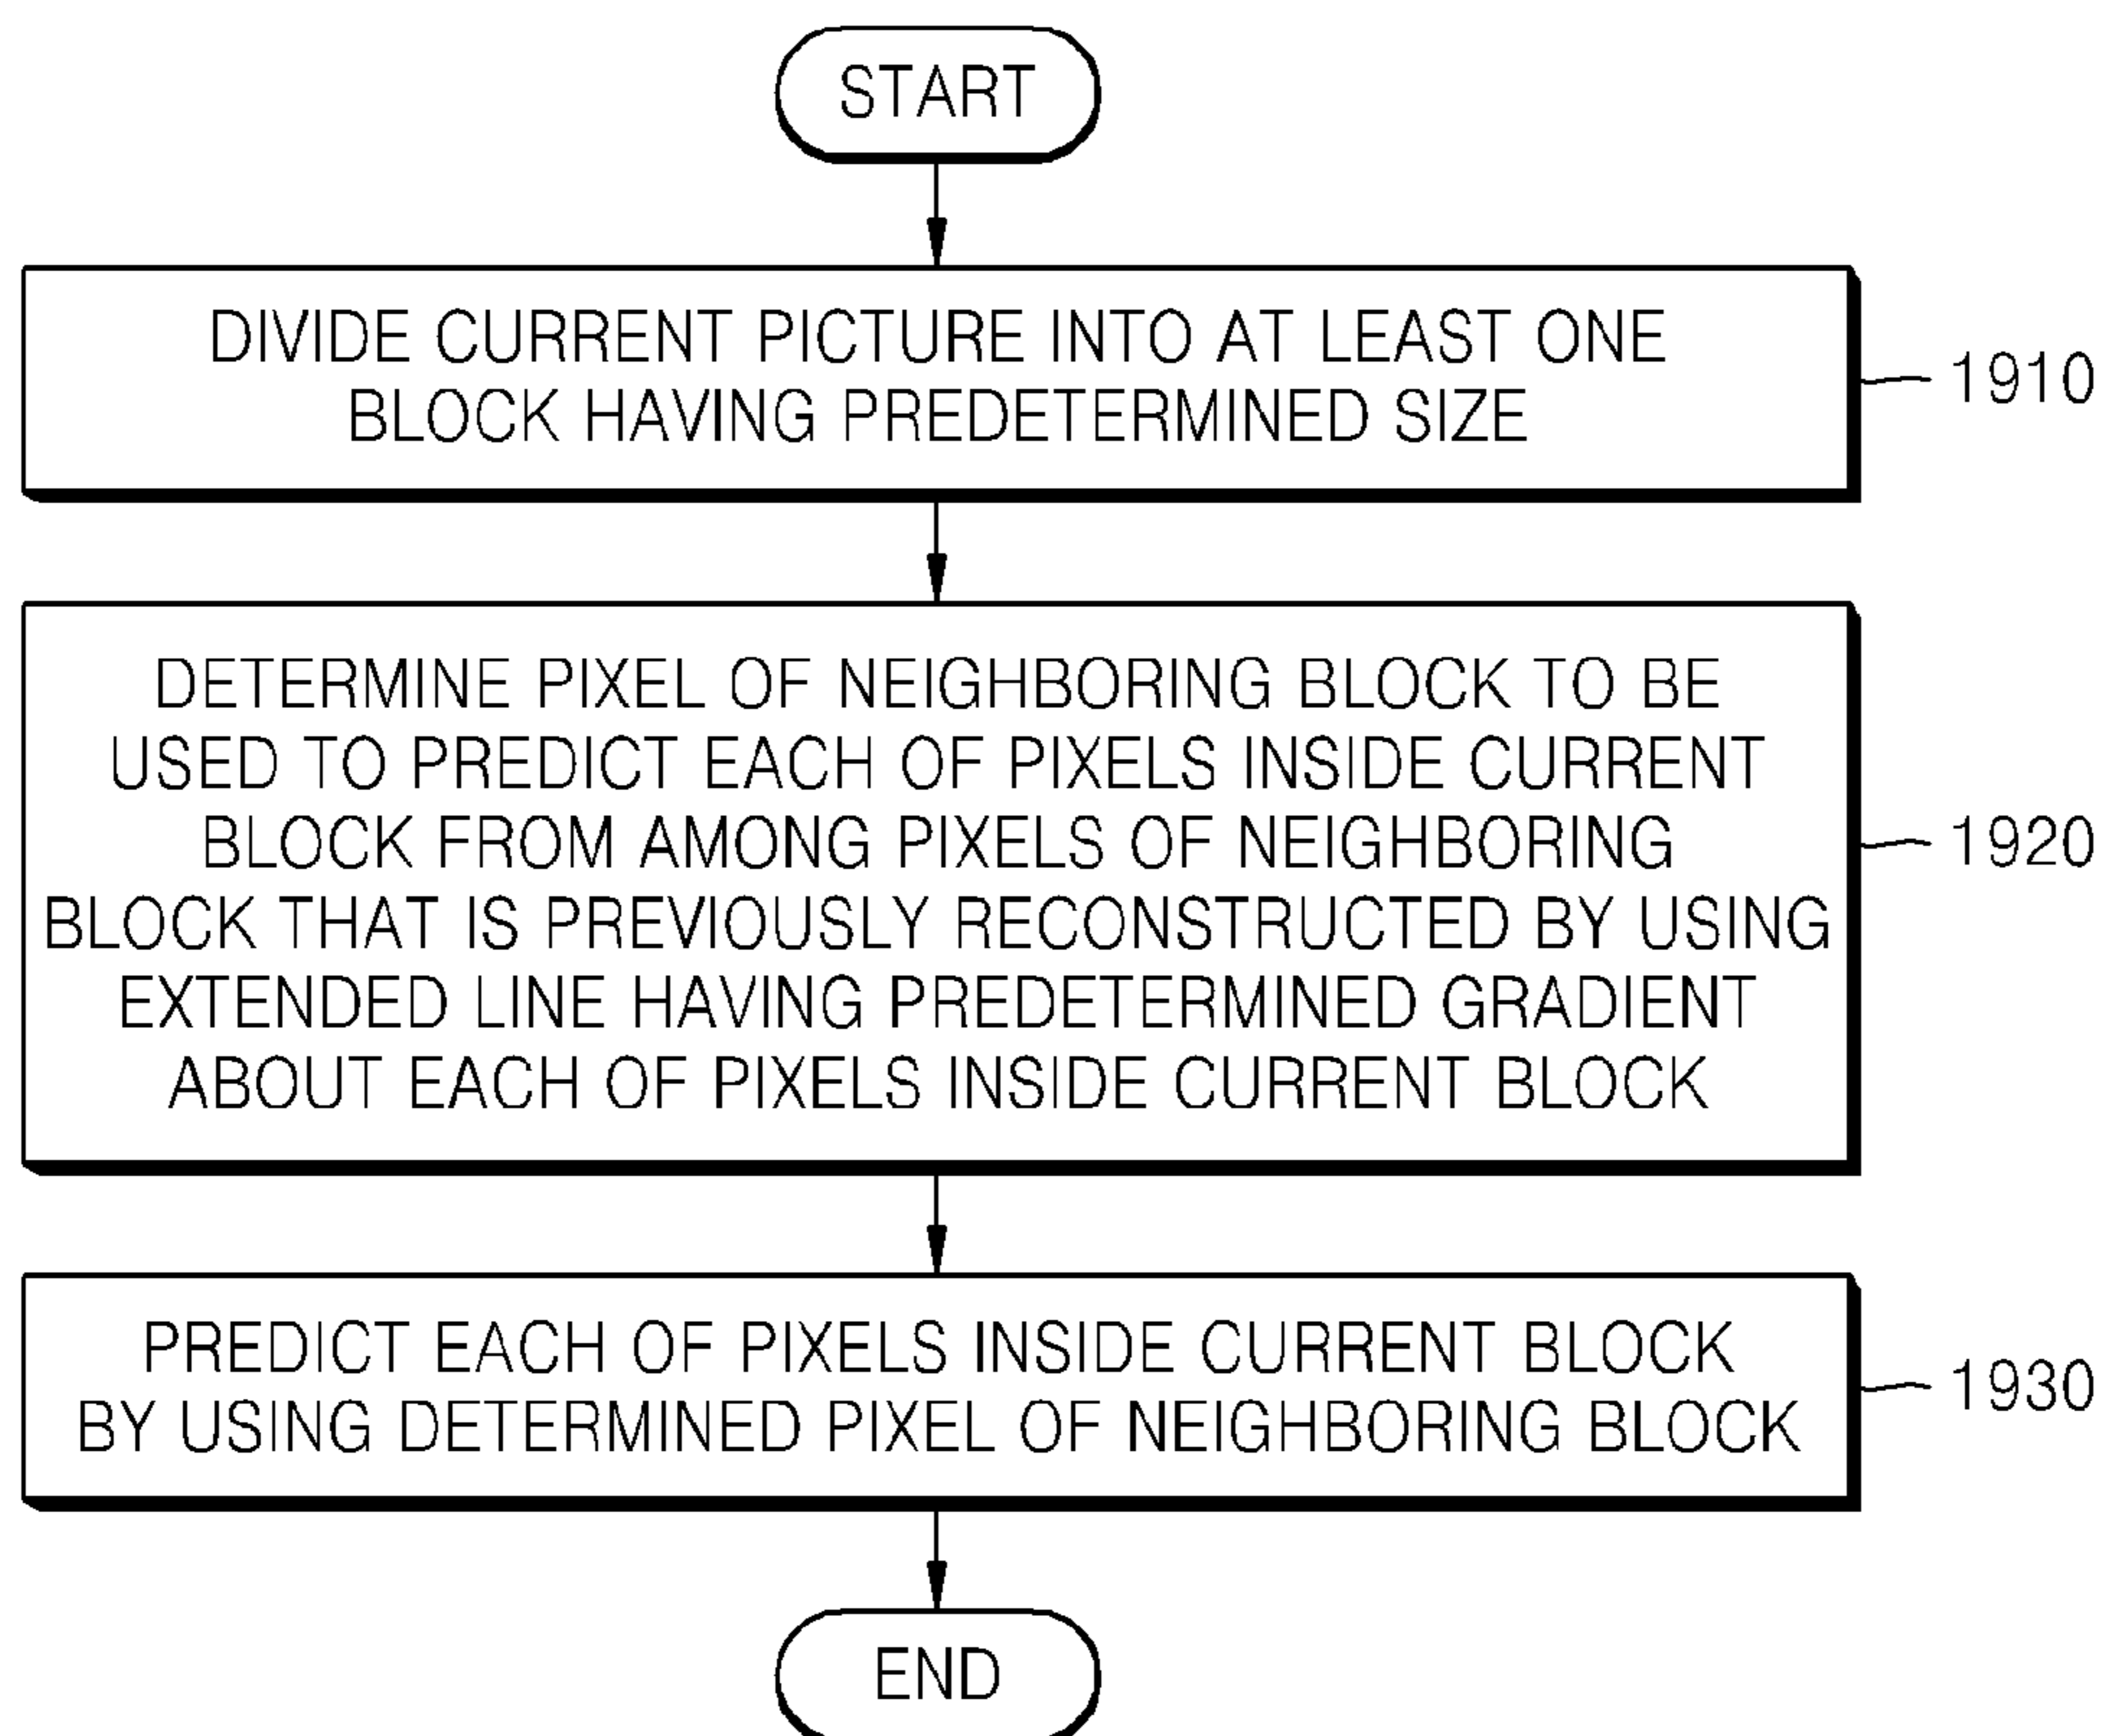 START
DIVIDE CURRENT PICTURE INTO AT LEAST ONE
BLOCK HAVING PREDETERMINED SIZE
1910
DETERMINE PIXEL OF NEIGHBORING BLOCK TO BE
USED TO PREDICT EACH OF PIXELS INSIDE CURRENT
BLOCK FROM AMONG PIXELS OF NEIGHBORING
BLOCK THAT IS PREVIOUSLY RECONSTRUCTED BY USING
EXTENDED LINE HAVING PREDETERMINED GRADIENT
ABOUT EACH OF PIXELS INSIDE CURRENT BLOCK
1920
PREDICT EACH OF PIXELS INSIDE CURRENT BLOCK
BY USING DETERMINED PIXEL OF NEIGHBORING BLOCK
1930
END